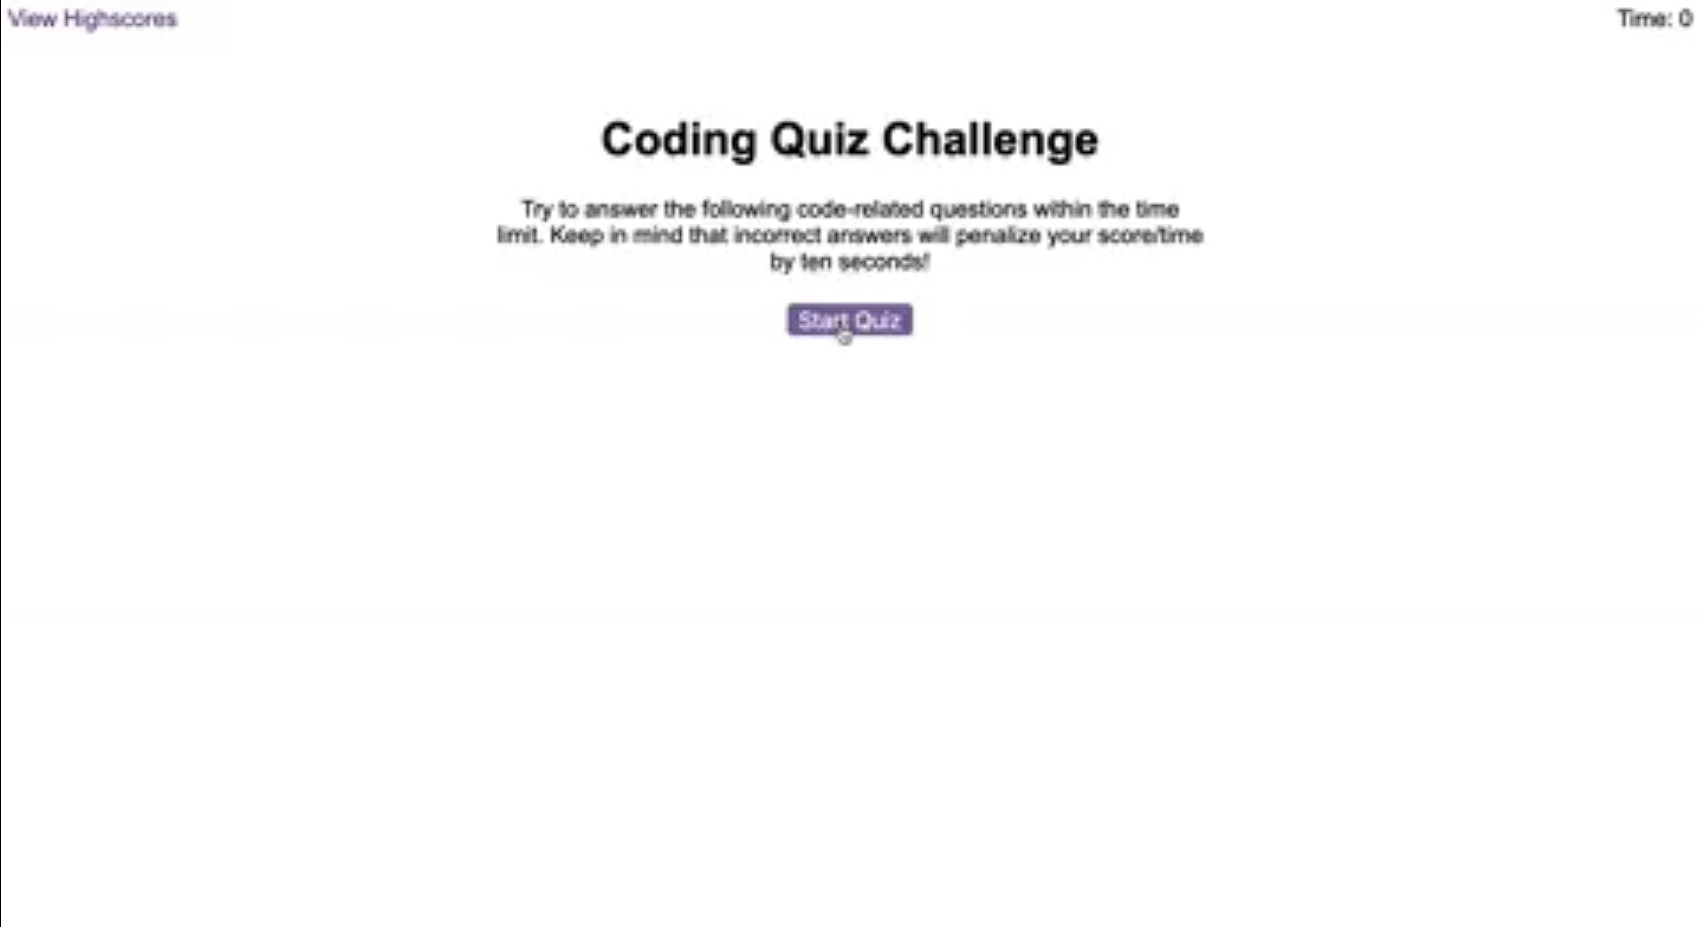 View Highscores
Time: 0
Coding Quiz Challenge
Try to answer the following code-related questions within the time
limit. Keep in mind that incorrect answers will penalize your score/time
by ten seconds!
Start Quiz